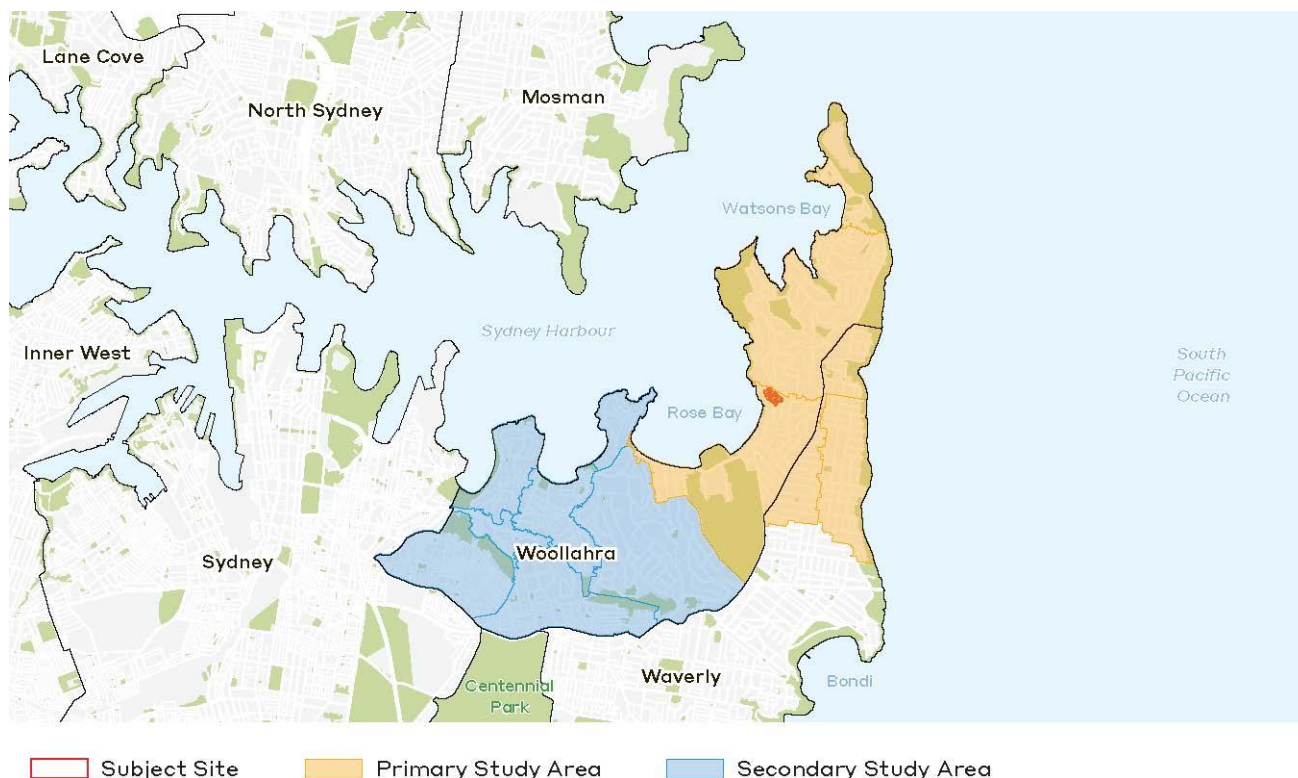 Lane Cove
North Sydney
Mosman
Watsons Bay
Sydney Harbour
Inner West
South
Pacific
Ocean
Rose Bay
Woollahra
Sydney
Waverly
Centennial
Park
Bondi
Subject Site
Primary Study Area
Secondary Study Area